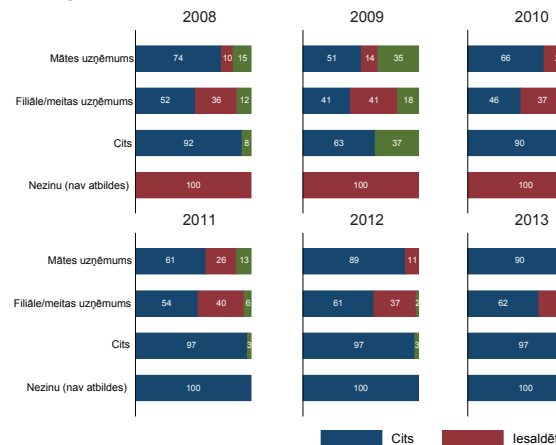 2008 2009 2010
Mātes uzņēmums 74 10 15 51 14 35 66
Filiāle/meitas uzņēmums 52 36 12 41 41 18 46 37
Cits 92 8 63 37 90
Nezinu (nav atbildes) 100 100 100
2011 2012 2013
Mātes uzņēmums 61 26 13 89 11 90
Filiāle/meitas uzņēmums 54 40 6 61 37 2 62
Cits 97 3 97 3 97
Nezinu (nav atbildes) 100 100 100
Cits